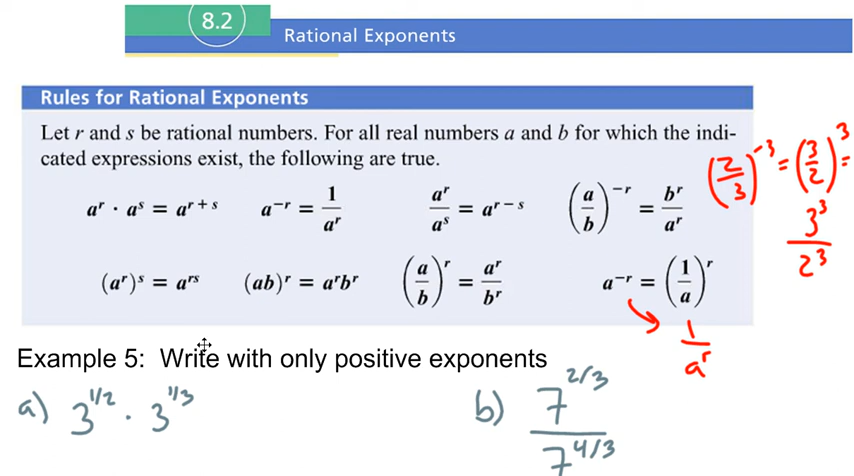 8.2
Rational Exponents
Rules for Rational Exponents
Let r and s be rational numbers. For all real numbers a and b for which the indi-
cated expressions exist, the following are true.
a^r · a^s = a^{r + s}  a^{−r} = 1/a^r  a^r/a^s = a^{r − s}  (a/b)^{−r} = b^r/a^r
(a^r)^s = a^{rs}  (ab)^r = a^r b^r  (a/b)^r = a^r/b^r  a^{−r} = (1/a)^r
(2/3)^{-3} = (3/2)^3 =
3^3/2^3
1/a^r
Example 5: Write with only positive exponents
a) 3^{1/2} · 3^{1/3}
b) 7^{2/3}/7^{4/3}